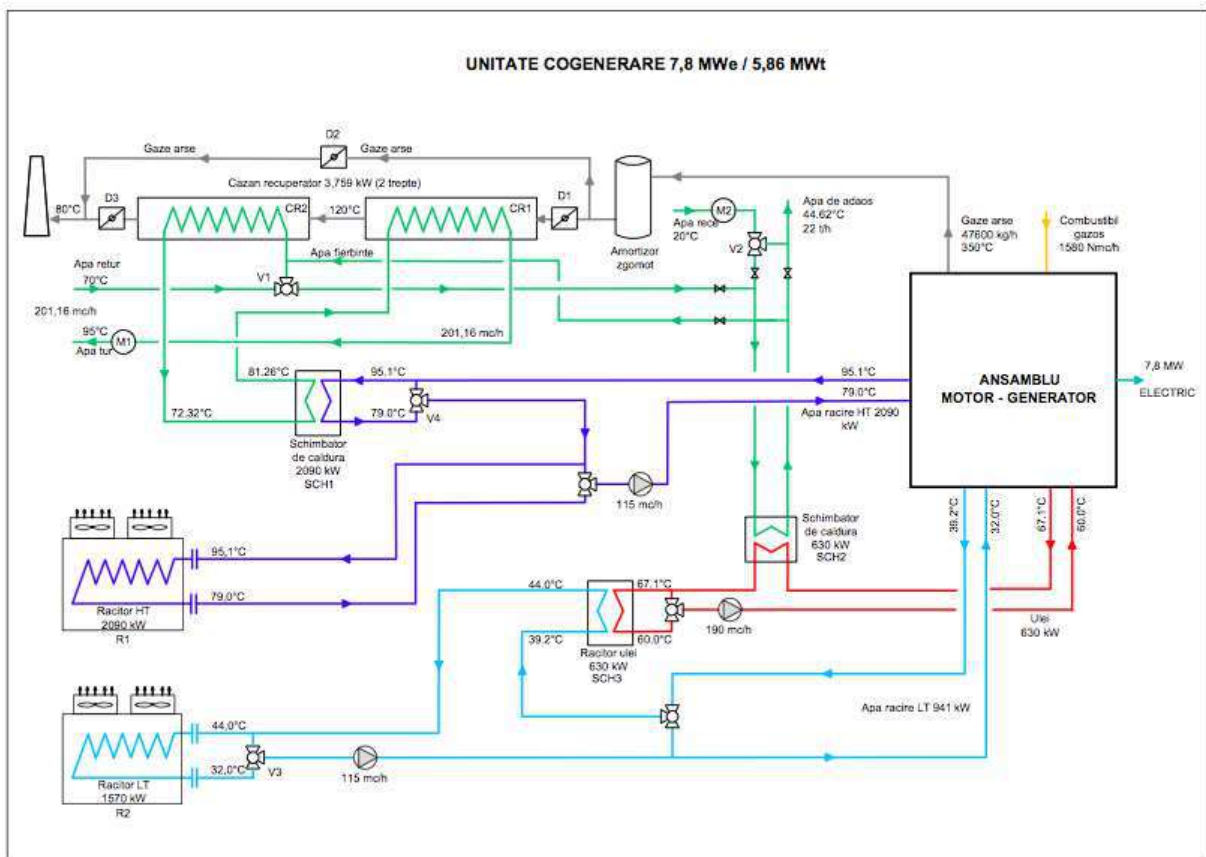 UNITATE COGENERARE 7,8 MWe / 5,86 MWt
D2
Gaze arse
Gaze arse
Cazan recuperator 3,759 kW (2 trepte)
D3
80°C
CR2
120°C
CR1
D1
Amortizor
zgomot
M2
Apa rece
20°C
V2
Apa de adaos
44.62°C
22 t/h
Gaze arse
47600 kg/h
350°C
Combustibil
gazos
1580 Nmc/h
Apa retur
70°C
V1
Apa fierbinte
201,16 mc/h
95°C
Apa tur
M1
201,16 mc/h
81.26°C
72.32°C
95.1°C
79.0°C
V4
Schimbator
de caldura
2090 kW
SCH1
95.1°C
79.0°C
Apa racire HT 2090
kW
ANSAMBLU
MOTOR - GENERATOR
7,8 MW
ELECTRIC
115 mc/h
39.2°C
32.0°C
67.1°C
60.0°C
Schimbator
de caldura
630 kW
SCH2
95,1°C
79.0°C
Racitor HT
2090 kW
R1
44.0°C
39.2°C
67.1°C
60.0°C
190 mc/h
Racitor ulei
630 kW
SCH3
Ulei
630 kW
Apa racire LT 941 kW
44,0°C
32,0°C
V3
115 mc/h
Racitor LT
1570 kW
R2